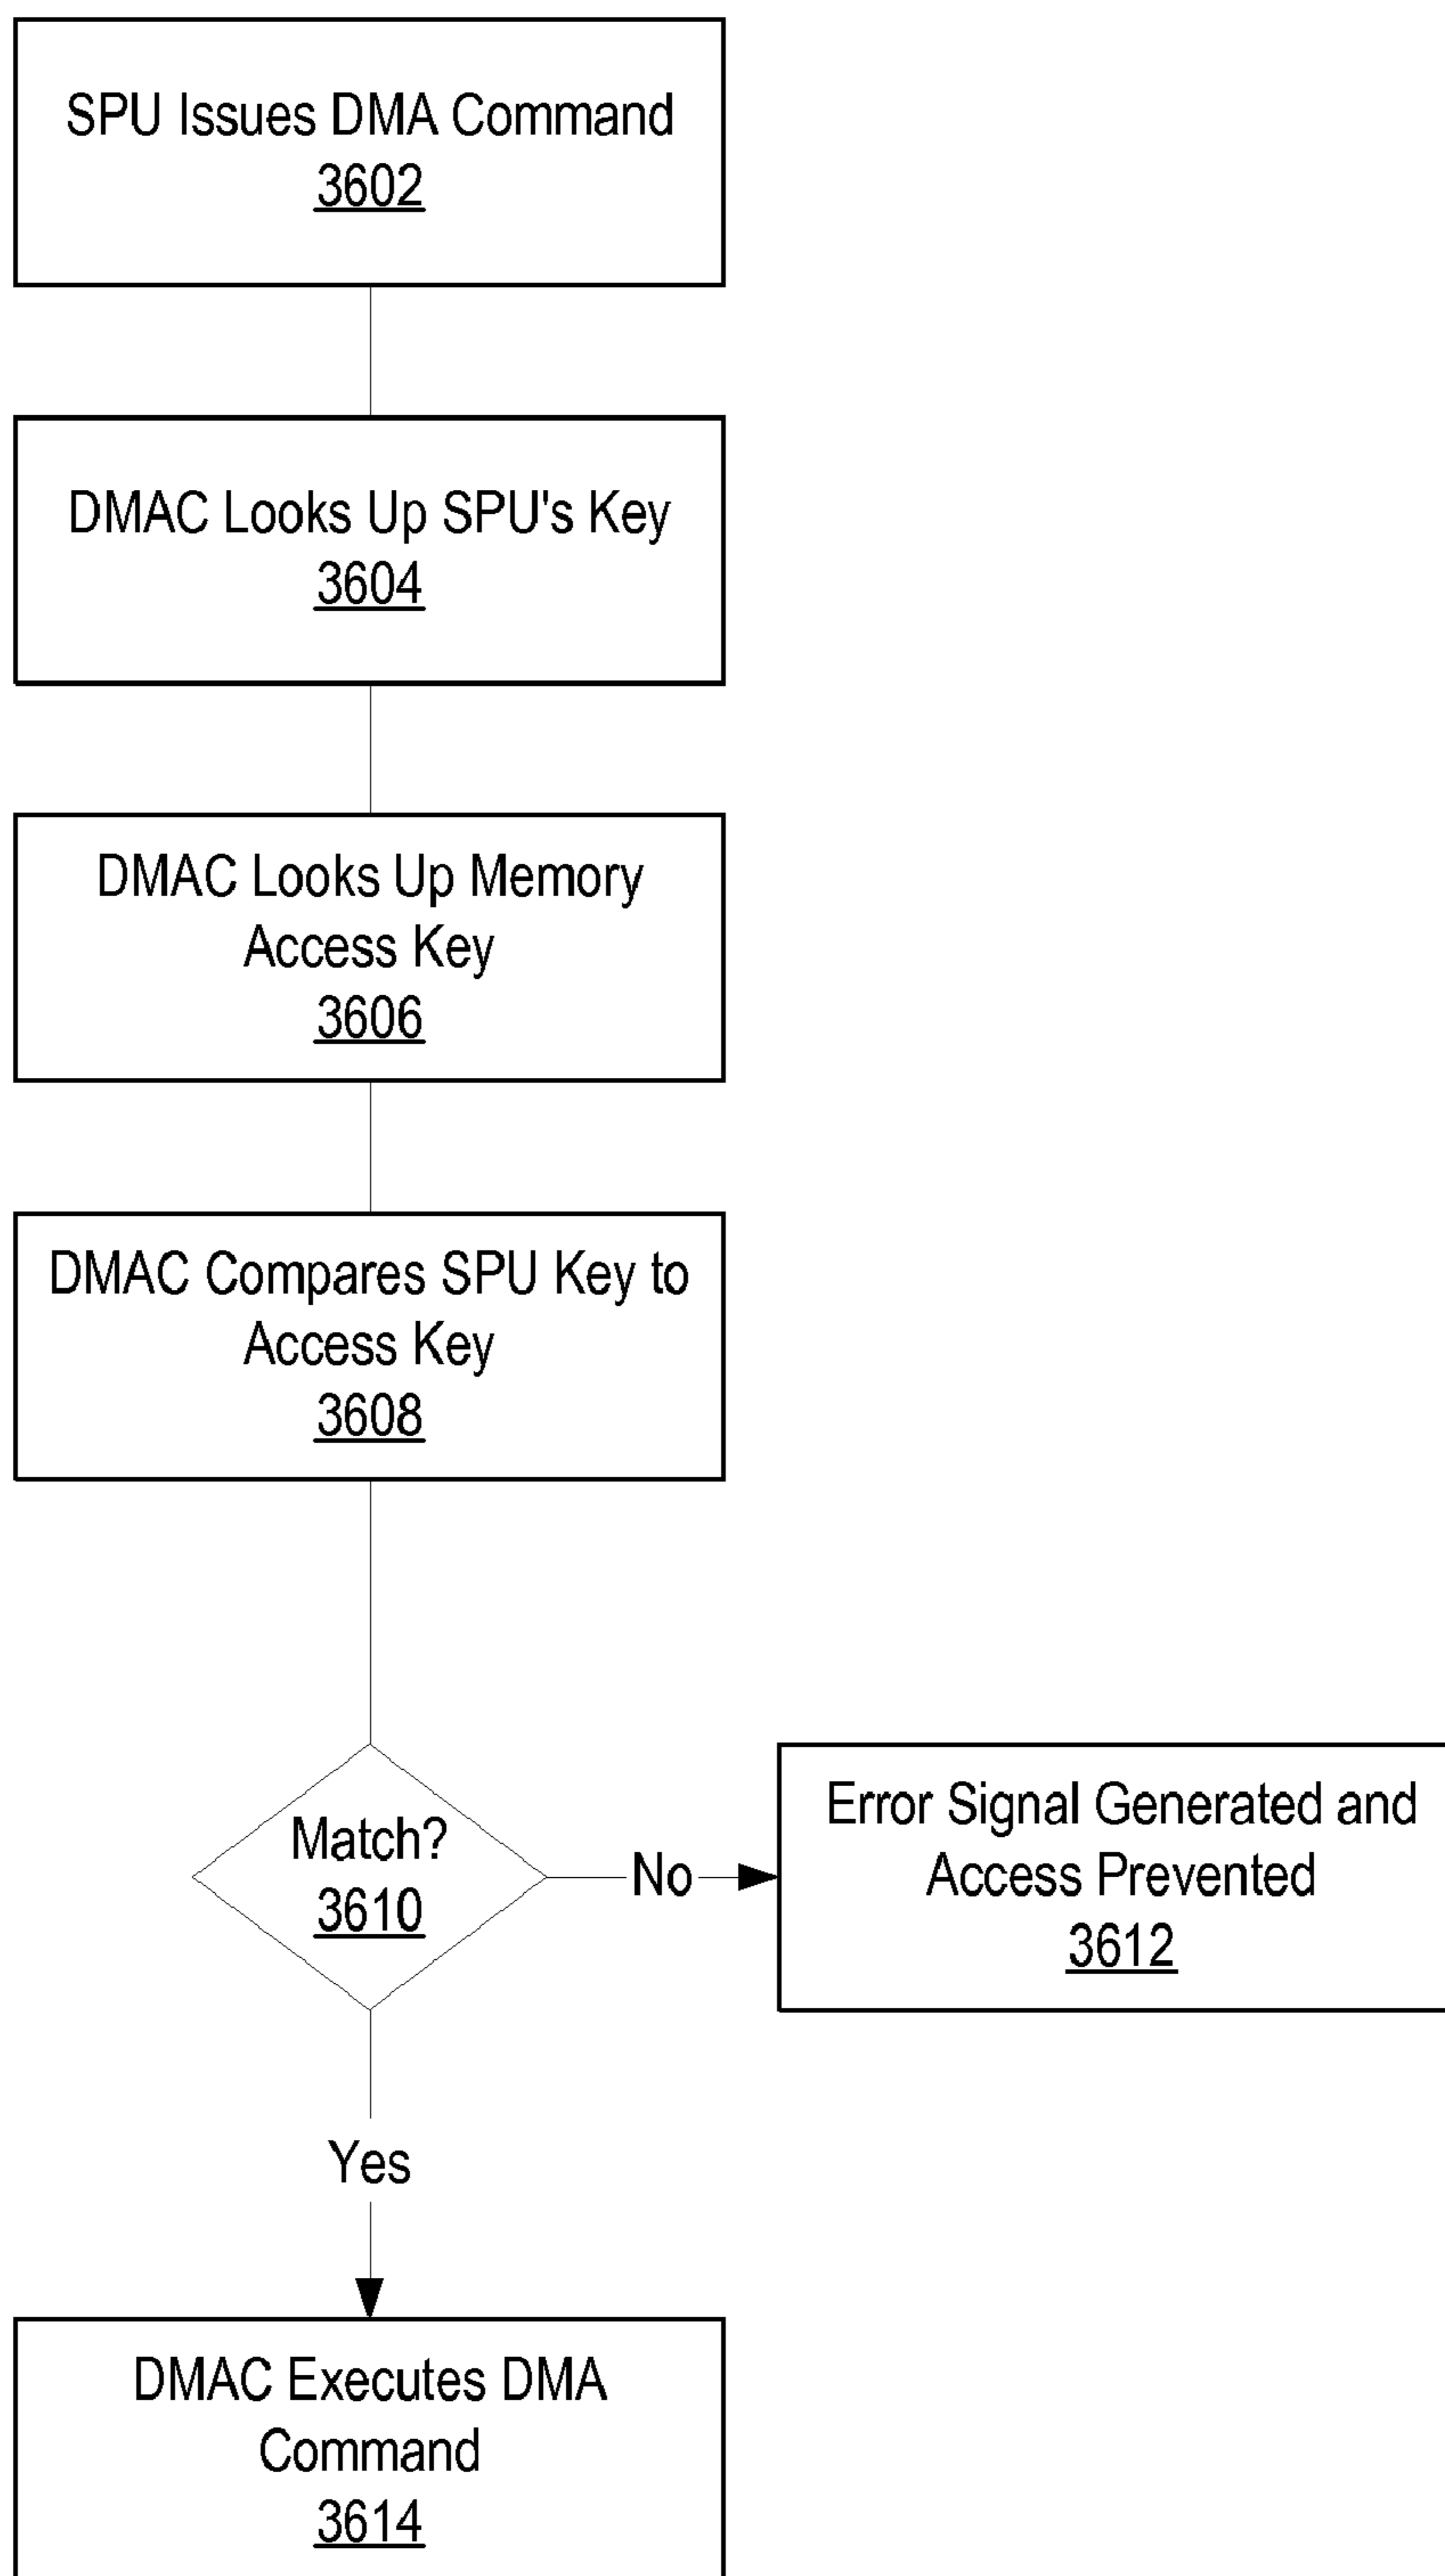 SPU Issues DMA Command
3602
DMAC Looks Up SPU's Key
3604
DMAC Looks Up Memory
Access Key
3606
DMAC Compares SPU Key to
Access Key
3608
Match?
3610
No
Error Signal Generated and
Access Prevented
3612
Yes
DMAC Executes DMA
Command
3614